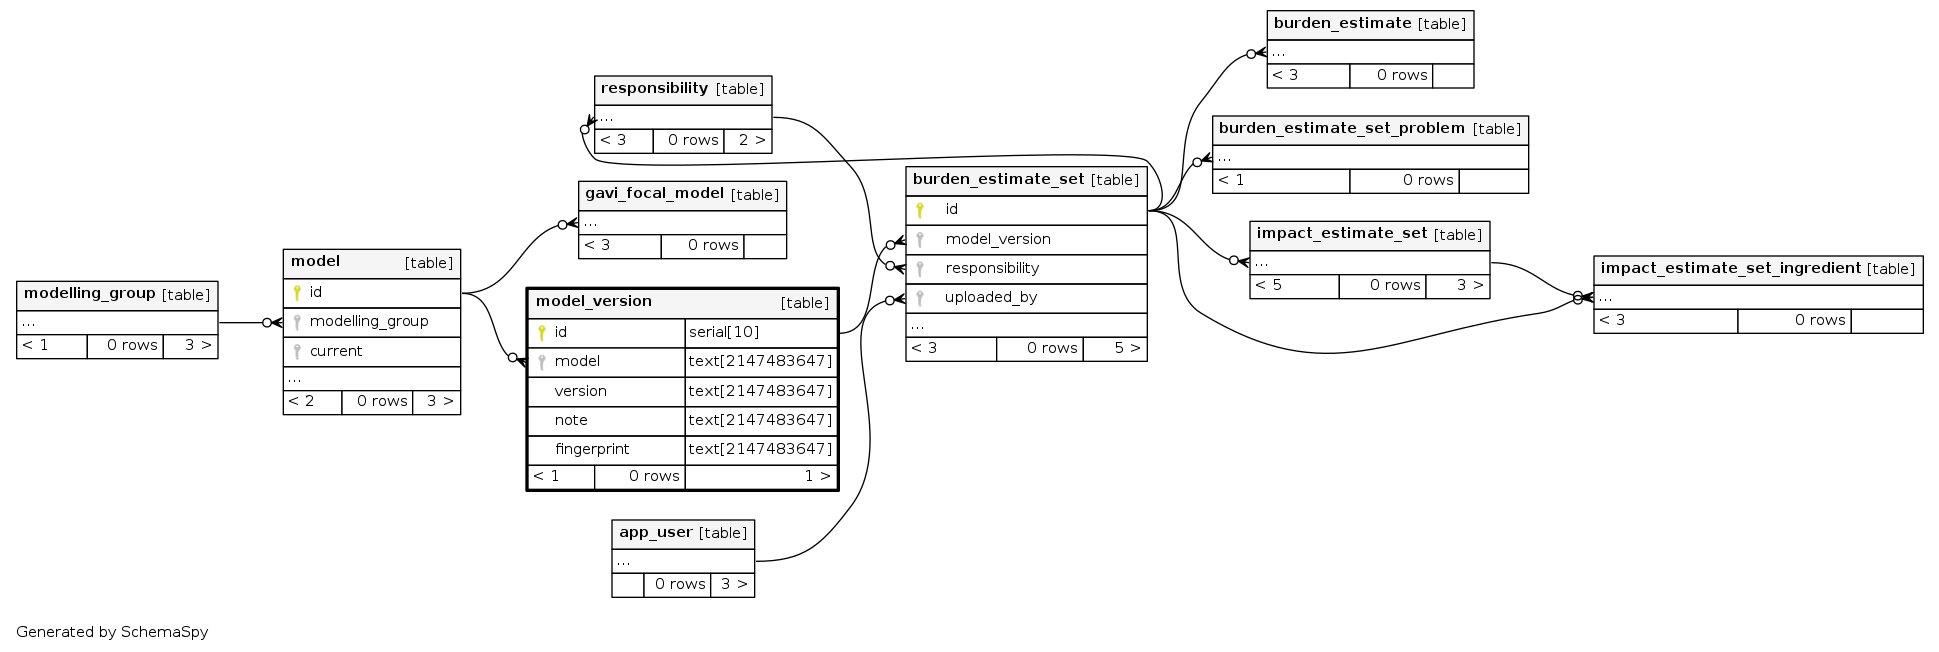 modelling_group [table]
...
< 1 0 rows 3 >
model [table]
id
modelling_group
current
...
< 2 0 rows 3 >
responsibility [table]
...
< 3 0 rows 2 >
gavi_focal_model [table]
...
< 3 0 rows
model_version [table]
id serial[10]
model text[2147483647]
version text[2147483647]
note text[2147483647]
fingerprint text[2147483647]
< 1 0 rows 1 >
app_user [table]
...
0 rows 3 >
burden_estimate_set [table]
id
model_version
responsibility
uploaded_by
...
< 3 0 rows 5 >
burden_estimate [table]
...
< 3 0 rows
burden_estimate_set_problem [table]
...
< 1 0 rows
impact_estimate_set [table]
...
< 5 0 rows 3 >
impact_estimate_set_ingredient [table]
...
< 3 0 rows
Generated by SchemaSpy